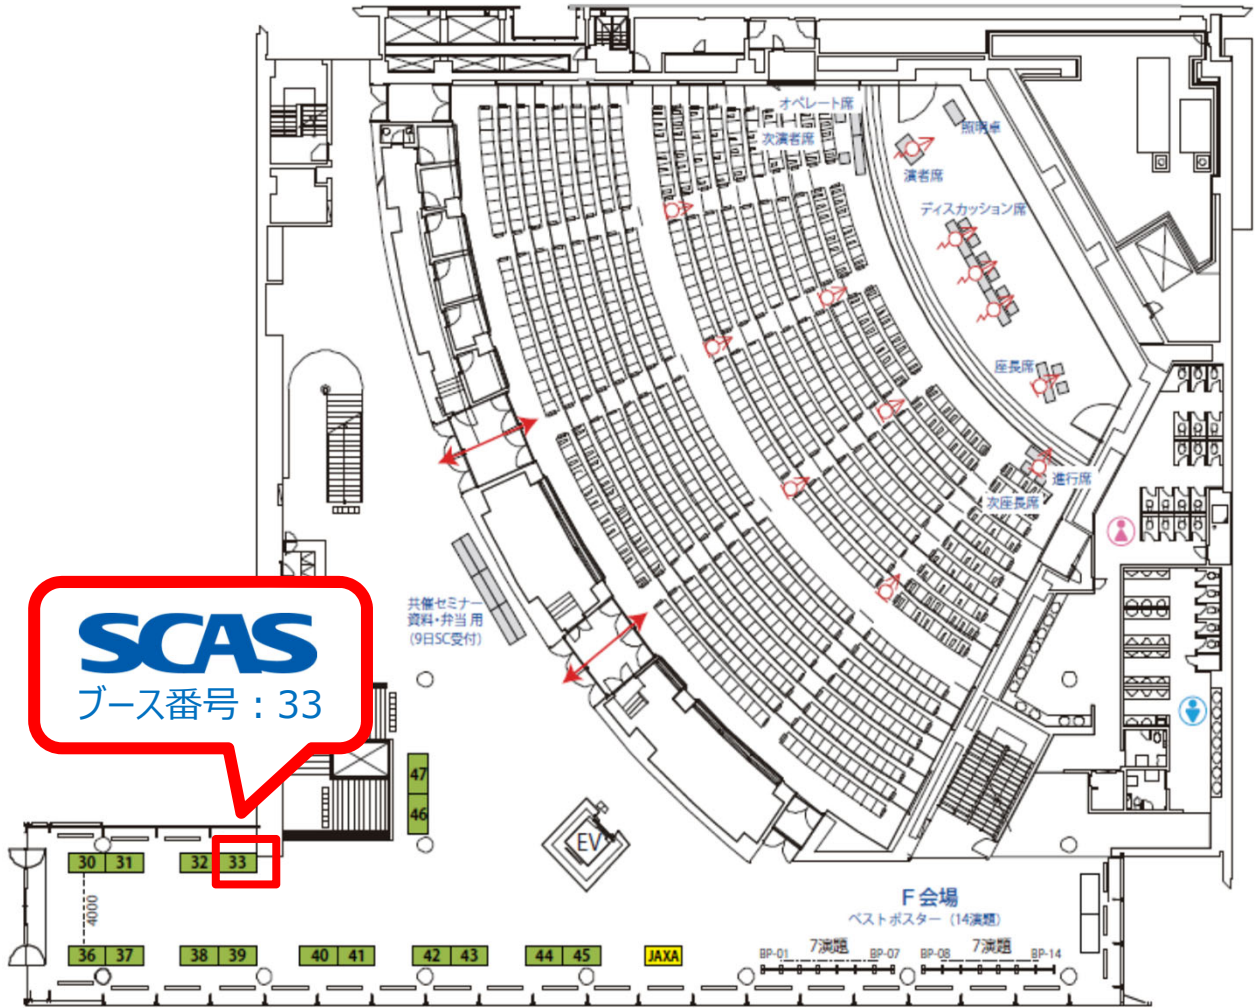 オペレート席
次演者席
照明卓
演者席
ディスカッション席
座長席
進行席
次座長席
共催セミナー
資料・弁当用
(9日SC受付)
SCAS
ブース番号：33
47
46
EV
30 31 32 33
4000
F会場
ベストポスター（14演題）
36 37 38 39 40 41 42 43 44 45 JAXA
BP-01 7演題 BP-07 BP-08 7演題 BP-14